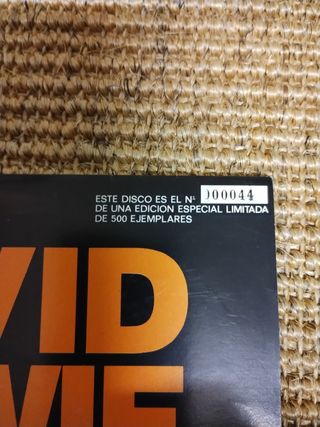 ESTE DISCO ES EL Nº 000044
DE UNA EDICION ESPECIAL LIMITADA
DE 500 EJEMPLARES
VID
WIE